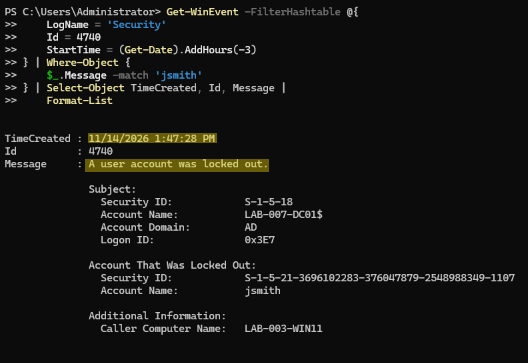 PS C:\Users\Administrator> Get-WinEvent -FilterHashtable @{
>>     LogName = 'Security'
>>     Id = 4740
>>     StartTime = (Get-Date).AddHours(-3)
>> } | Where-Object {
>>     $_.Message -match 'jsmith'
>> } | Select-Object TimeCreated, Id, Message |
>>     Format-List
TimeCreated : 11/14/2026 1:47:28 PM
Id          : 4740
Message     : A user account was locked out.
Subject:
Security ID:            S-1-5-18
Account Name:           LAB-007-DC01$
Account Domain:         AD
Logon ID:               0x3E7
Account That Was Locked Out:
Security ID:            S-1-5-21-3696102283-376047879-2548988349-1107
Account Name:           jsmith
Additional Information:
Caller Computer Name:   LAB-003-WIN11